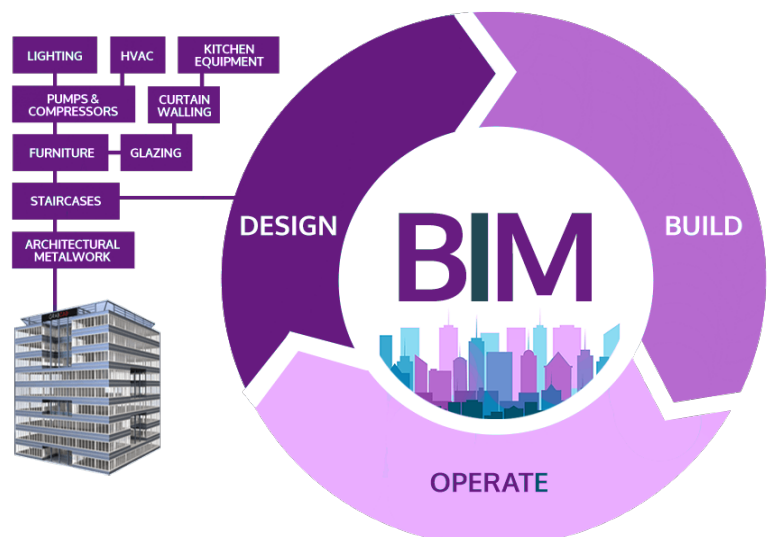 LIGHTING
HVAC
KITCHEN
EQUIPMENT
PUMPS &
COMPRESSORS
CURTAIN
WALLING
FURNITURE
GLAZING
STAIRCASES
ARCHITECTURAL
METALWORK
DESIGN
BIM
BUILD
OPERATE